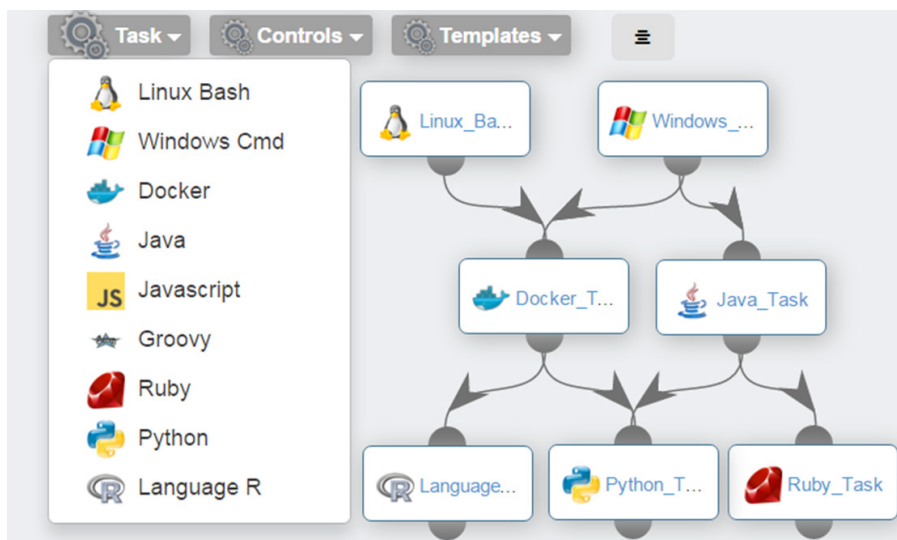 Task Controls Templates
Linux Bash
Windows Cmd
Docker
Java
JS Javascript
Groovy
Ruby
Python
Language R
Linux_Ba...
Windows_...
Docker_T...
Java_Task
R Language...
Python_T...
Ruby_Task